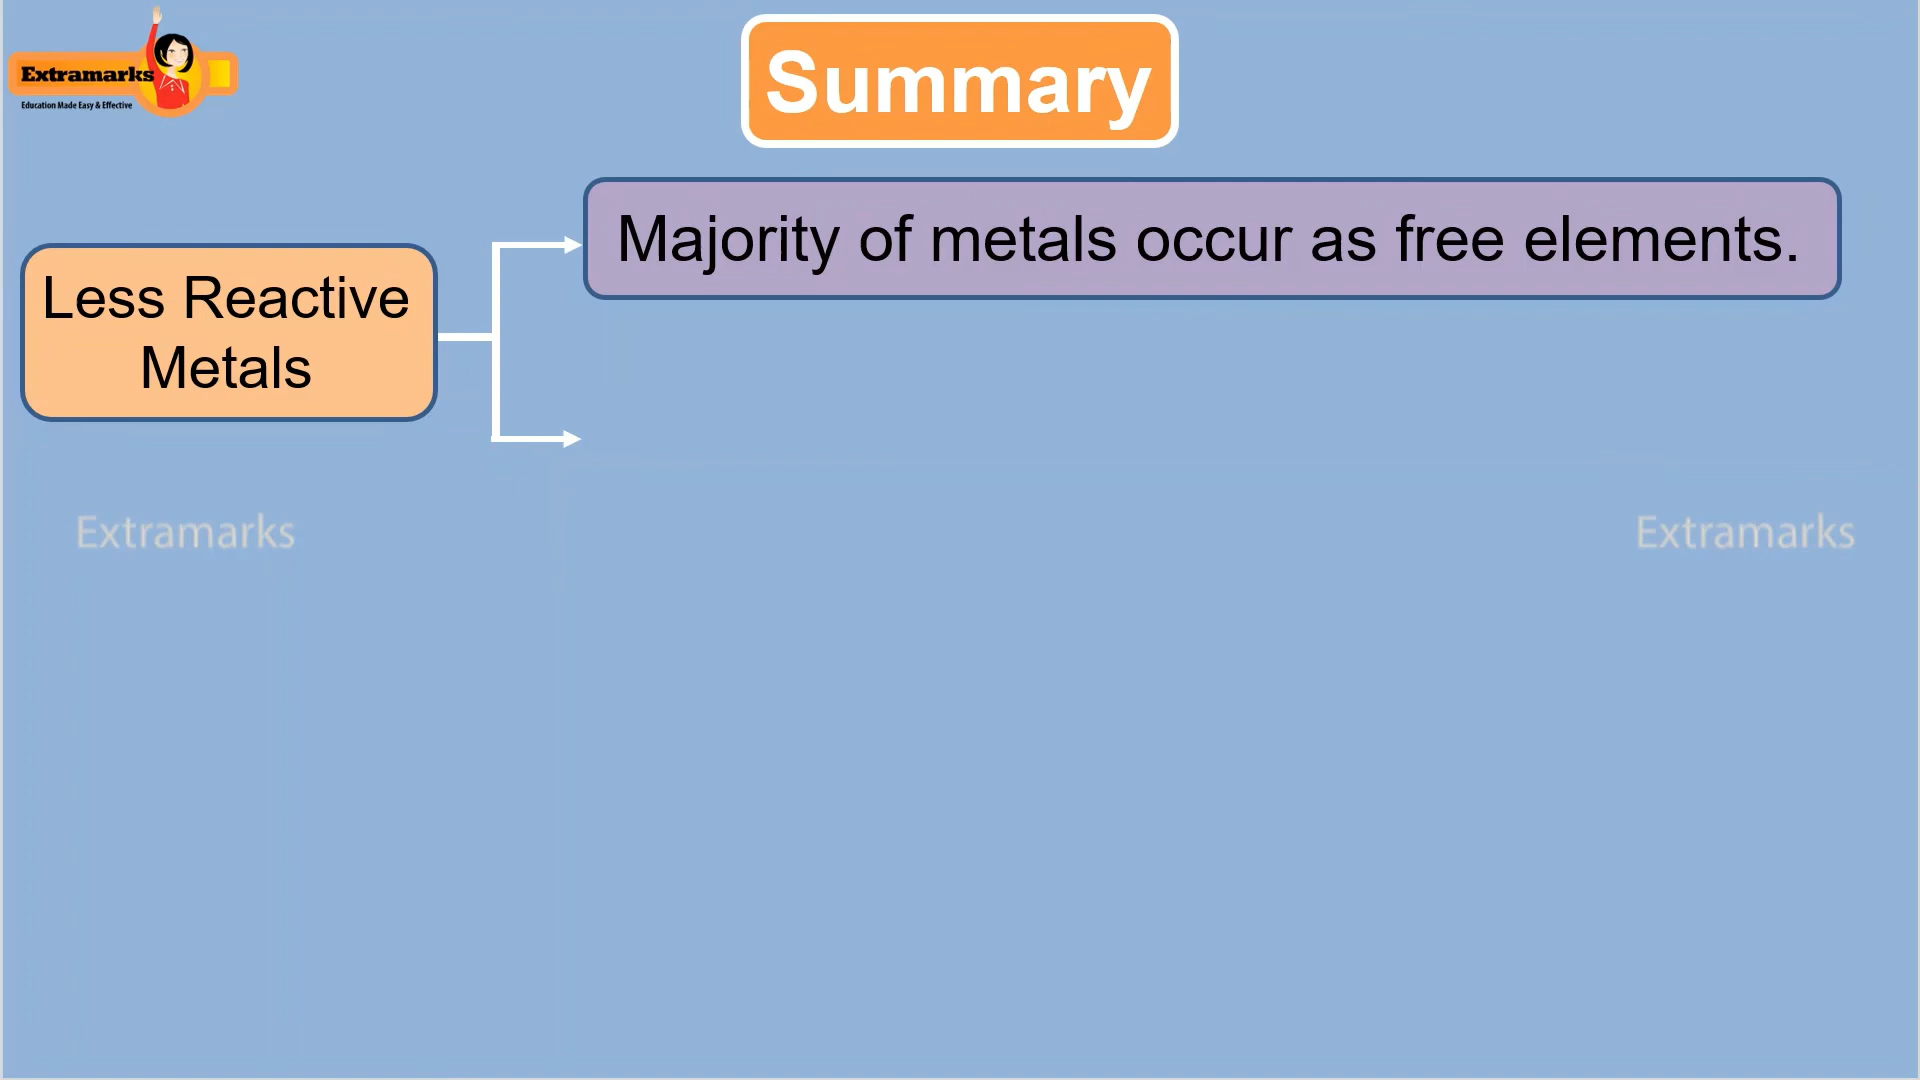 Extramarks
Education Made Easy & Effective
Summary
Majority of metals occur as free elements.
Less Reactive
Metals
Extramarks
Extramarks